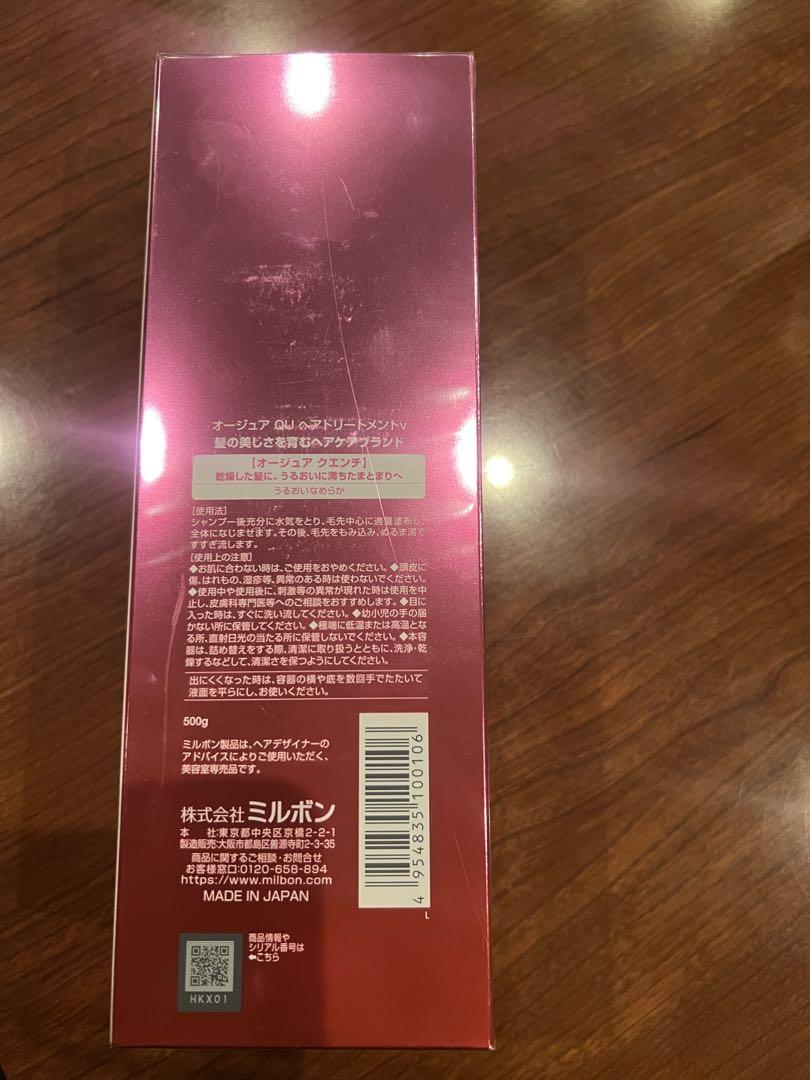 オージュア QU ヘアトリートメントv
髪の美しさを育むヘアケアブランド
【オージュア クエンチ】
乾燥した髪に、うるおいに満ちたまとまりへ
うるおいなめらか
[使用法]
シャンプー後充分に水気をとり、毛先中心に適量塗布し、
全体になじませます。その後、毛先をもみ込み、ぬるま湯で
すすぎ流します。
[使用上の注意]
◆お肌に合わない時は、ご使用をおやめください。◆頭皮に
傷、はれもの、湿疹等、異常のある時は使わないでください。
◆使用中や使用後に、刺激等の異常が現れた時は使用を中
止し、皮膚科専門医等へのご相談をおすすめします。◆目に
入った時は、すぐに洗い流してください。◆幼小児の手の届
かない所に保管してください。◆極端に低温または高温とな
る所、直射日光の当たる所に保管しないでください。◆本容
器は、詰め替えをする際、清潔に取り扱うとともに、洗浄・乾
燥するなどして、清潔さを保つようにしてください。
出にくくなった時は、容器の横や底を数回手でたたいて
液面を平らにし、お使いください。
500g
ミルボン製品は、ヘアデザイナーの
アドバイスによりご使用いただく、
美容室専売品です。
株式会社 ミルボン
本 社:東京都中央区京橋2-2-1
製造販売:大阪市都島区善源寺町2-3-35
商品に関するご相談・お問合せ
お客様窓口:0120-658-894
https://www.milbon.com
MADE IN JAPAN
4 954835 100106
L
商品情報や
シリアル番号は
⬅こちら
HKX01